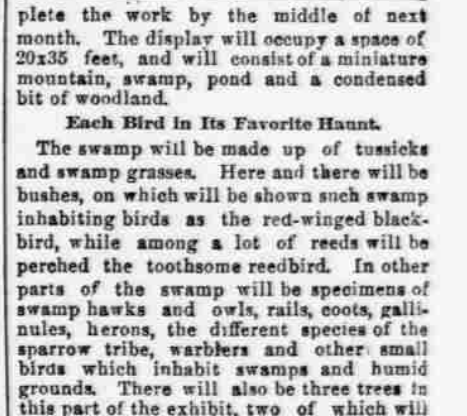 plete the work by the middle of next
month. The display will occupy a space of
20x35 feet, and will consist of a miniature
mountain, swamp, pond and a condensed
bit of woodland.
Each Bird in Its Favorite Haunt.
The swamp will be made up of tussicks
and swamp grasses. Here and there will be
bushes, on which will be shown such swamp
inhabiting birds as the red-winged black-
bird, while among a lot of reeds will be
perched the toothsome reedbird. In other
parts of the swamp will be specimens of
swamp hawks and owls, rails, coots, galli-
nules, herons, the different species of the
sparrow tribe, warblers and other small
birds which inhabit swamps and humid
grounds. There will also be three trees in
this part of the exhibit, two of which will